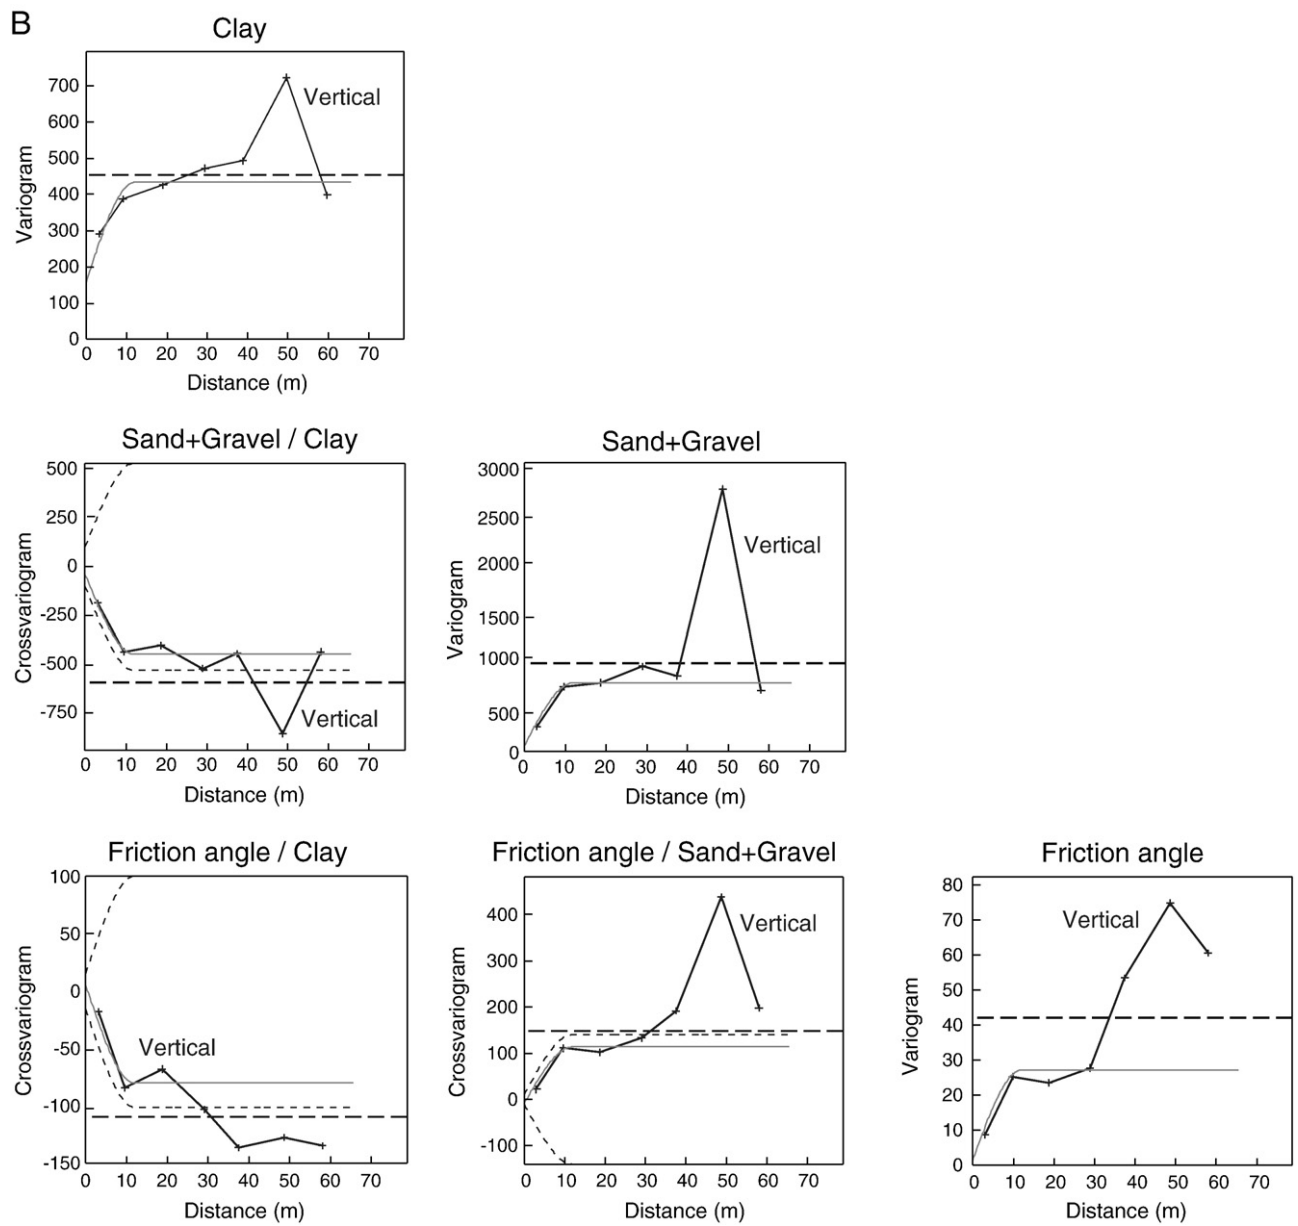 B
Clay
700
600
500
400
300
200
100
0
Variogram
Vertical
0 10 20 30 40 50 60 70
Distance (m)
Sand+Gravel / Clay
500
250
0
-250
-500
-750
Crossvariogram
Vertical
0 10 20 30 40 50 60 70
Distance (m)
Sand+Gravel
3000
2500
2000
1500
1000
500
0
Variogram
Vertical
0 10 20 30 40 50 60 70
Distance (m)
Friction angle / Clay
100
50
0
-50
-100
-150
Crossvariogram
Vertical
0 10 20 30 40 50 60 70
Distance (m)
Friction angle / Sand+Gravel
400
300
200
100
0
-100
Crossvariogram
Vertical
0 10 20 30 40 50 60 70
Distance (m)
Friction angle
80
70
60
50
40
30
20
10
0
Variogram
Vertical
0 10 20 30 40 50 60 70
Distance (m)